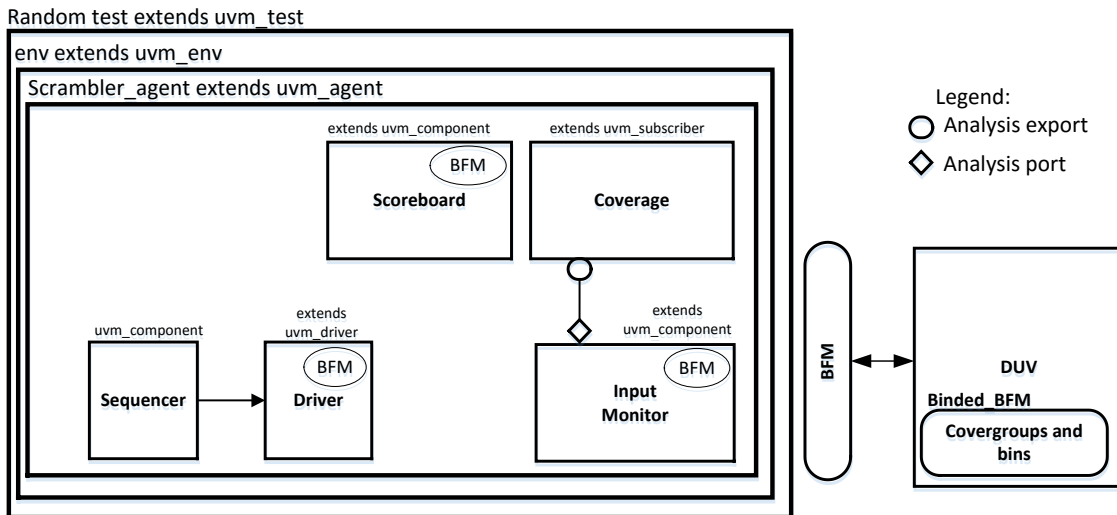 Random test extends uvm_test
env extends uvm_env
Scrambler_agent extends uvm_agent
extends uvm_component
BFM
Scoreboard
extends uvm_subscriber
Coverage
Legend:
Analysis export
Analysis port
uvm_component
Sequencer
extends
uvm_driver
BFM
Driver
extends
uvm_component
BFM
Input
Monitor
BFM
DUV
Binded_BFM
Covergroups and
bins